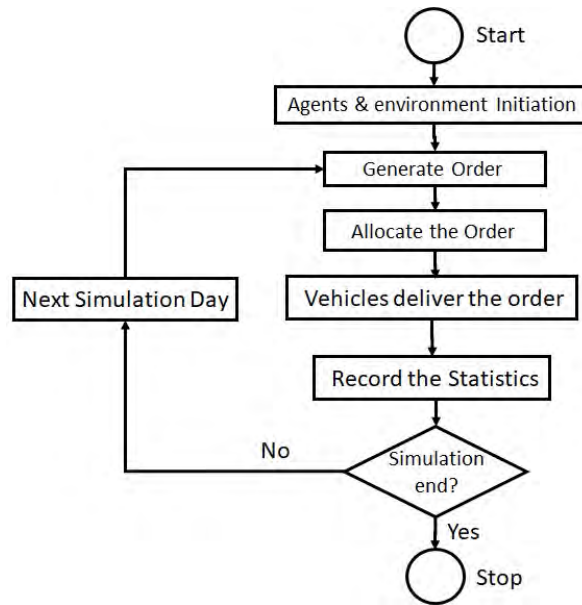 Start
Agents & environment Initiation
Generate Order
Allocate the Order
Next Simulation Day
Vehicles deliver the order
Record the Statistics
No
Simulation
end?
Yes
Stop